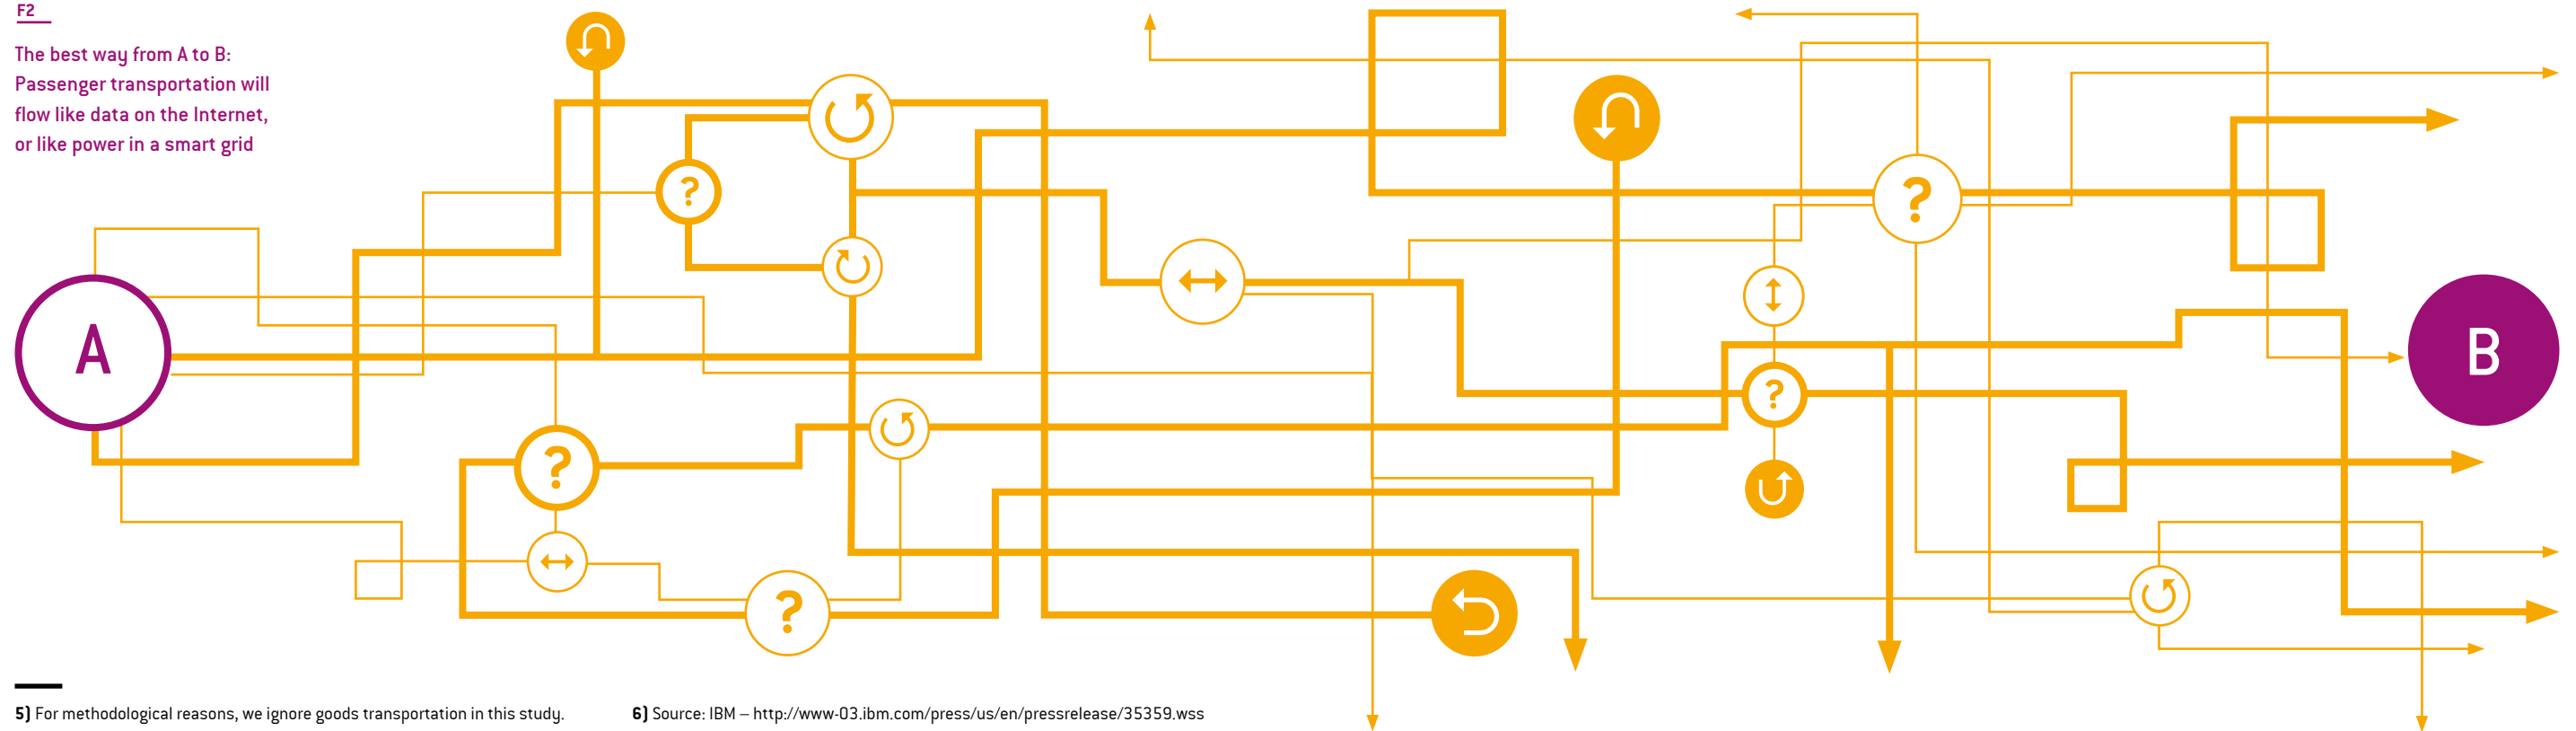 F2
The best way from A to B:
Passenger transportation will
flow like data on the Internet,
or like power in a smart grid
?
?
A
?
?
?
B
?
5) For methodological reasons, we ignore goods transportation in this study.
6) Source: IBM – http://www-03.ibm.com/press/us/en/pressrelease/35359.wss